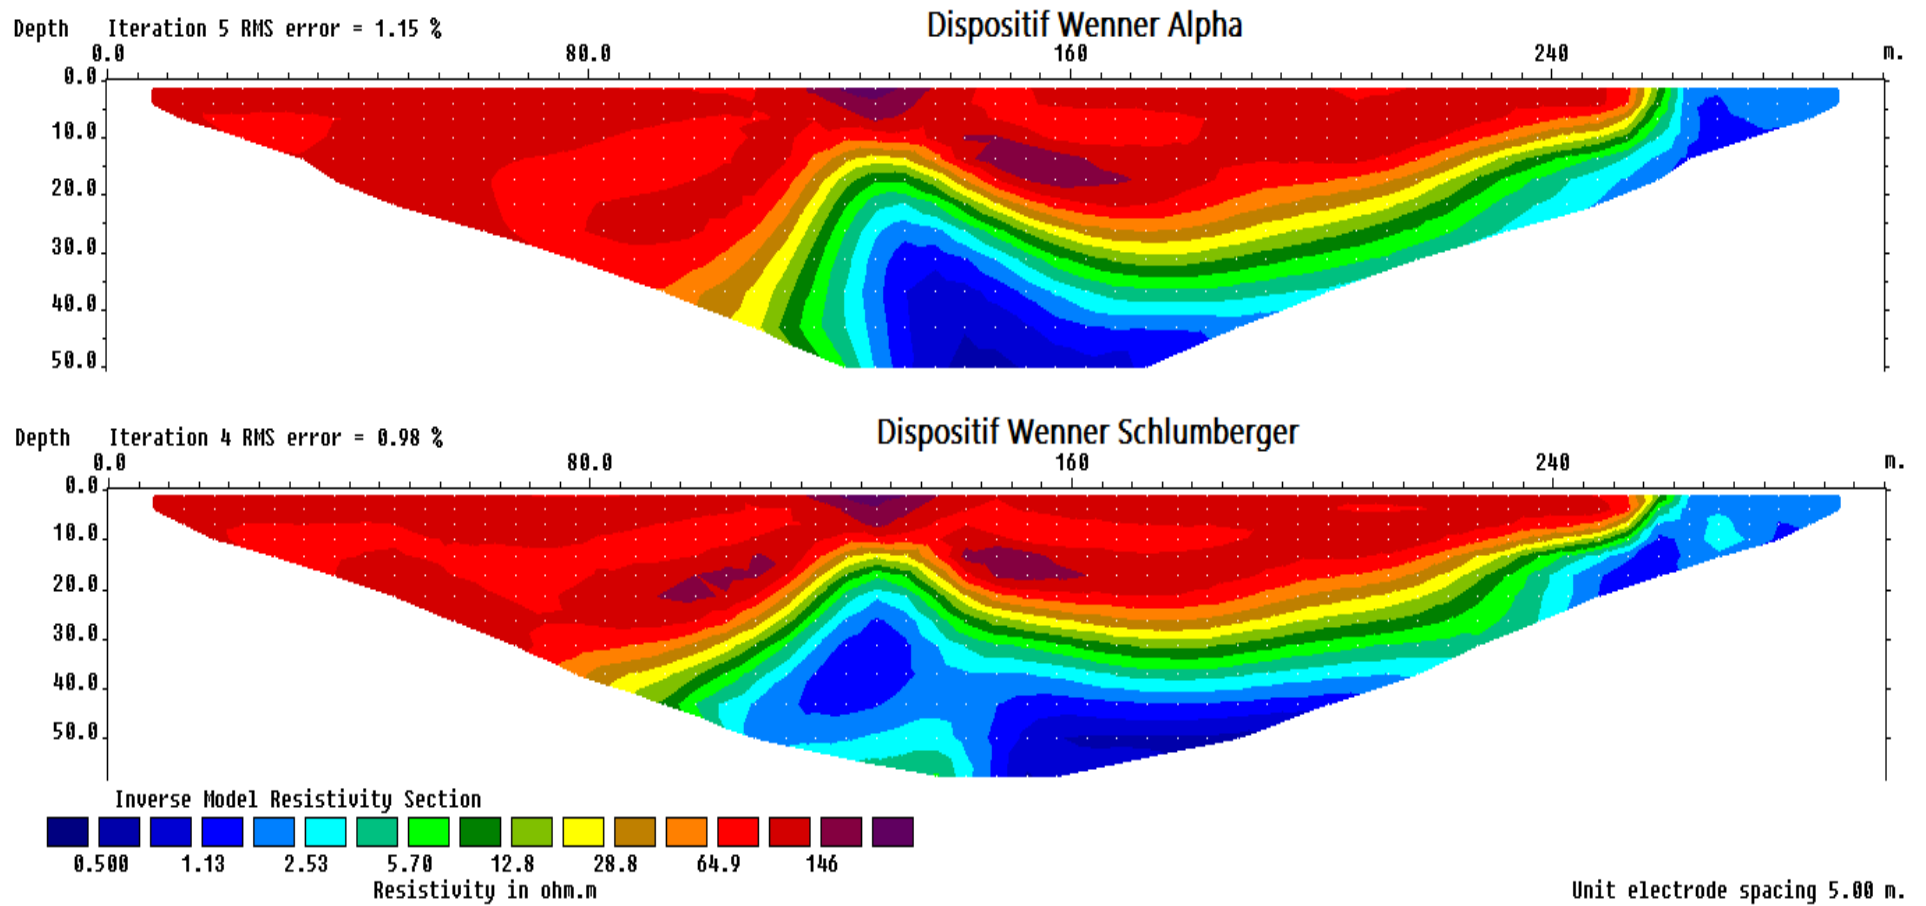 Dispositif Wenner Alpha
Depth Iteration 5 RMS error = 1.15 %
0.0 80.0 160 240 m.
0.0
10.0
20.0
30.0
40.0
50.0
Dispositif Wenner Schlumberger
Depth Iteration 4 RMS error = 0.98 %
0.0 80.0 160 240 m.
0.0
10.0
20.0
30.0
40.0
50.0
Inverse Model Resistivity Section
0.500 1.13 2.53 5.70 12.8 28.8 64.9 146
Resistivity in ohm.m
Unit electrode spacing 5.00 m.